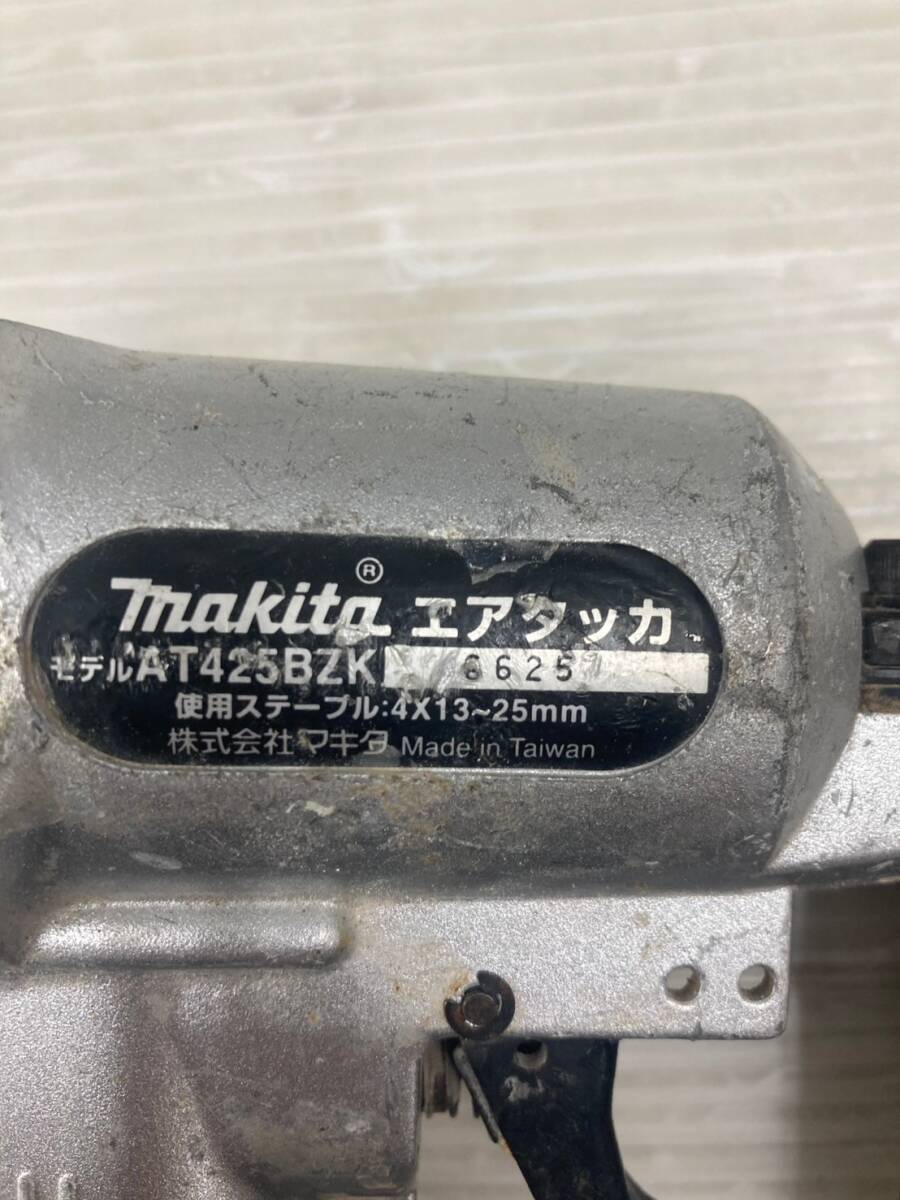 makita® エアタッカ
モデルAT425BZK 8625
使用ステープル:4X13~25mm
株式会社マキタ Made in Taiwan